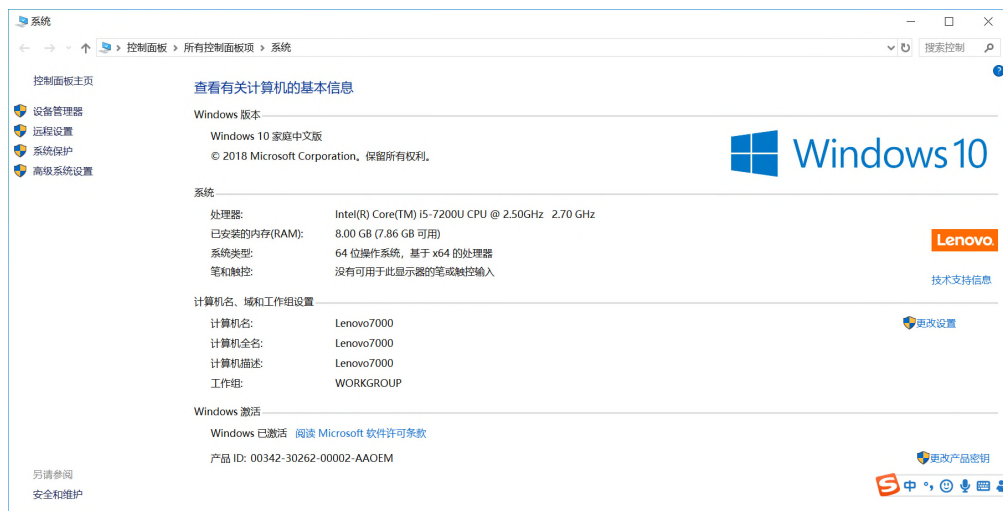 系统
控制面板 › 所有控制面板项 › 系统
搜索控制
控制面板主页
设备管理器
远程设置
系统保护
高级系统设置
查看有关计算机的基本信息
Windows 版本
Windows 10 家庭中文版
© 2018 Microsoft Corporation。保留所有权利。
Windows 10
系统
处理器: Intel(R) Core(TM) i5-7200U CPU @ 2.50GHz 2.70 GHz
已安装的内存(RAM): 8.00 GB (7.86 GB 可用)
系统类型: 64 位操作系统，基于 x64 的处理器
笔和触控: 没有可用于此显示器的笔或触控输入
Lenovo.
技术支持信息
计算机名、域和工作组设置
计算机名: Lenovo7000
更改设置
计算机全名: Lenovo7000
计算机描述: Lenovo7000
工作组: WORKGROUP
Windows 激活
Windows 已激活 阅读 Microsoft 软件许可条款
产品 ID: 00342-30262-00002-AAOEM
更改产品密钥
另请参阅
安全和维护
S 中 °,